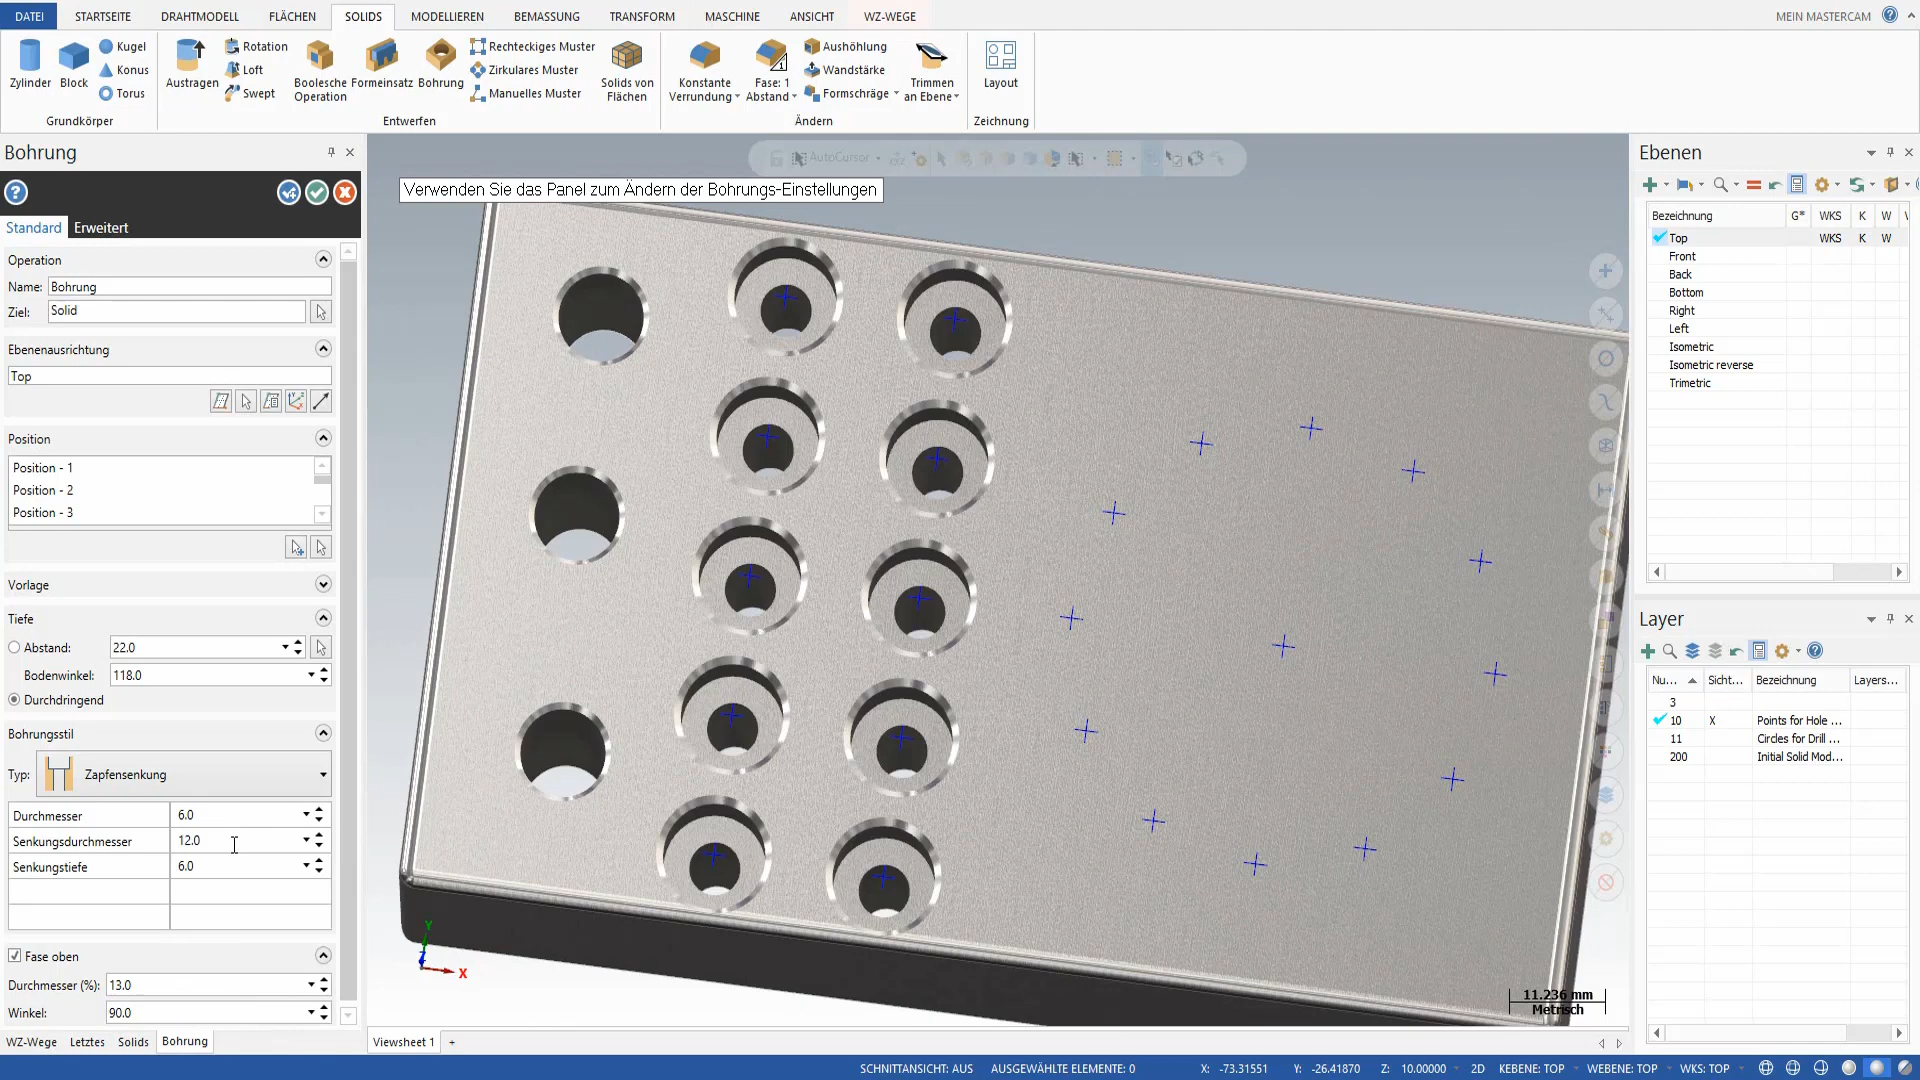 DATEI STARTSEITE DRAHTMODELL FLÄCHEN SOLIDS MODELLIEREN BEMASSUNG TRANSFORM MASCHINE ANSICHT WZ-WEGE MEIN MASTERCAM
Zylinder Block Kugel Konus Torus
Grundkörper
Austragen Rotation Loft Swept Boolesche Operation Formeinsatz Bohrung Rechteckiges Muster Zirkulares Muster Manuelles Muster Solids von Flächen
Entwerfen
Konstante Verrundung Fase: 1 Abstand Aushöhlung Wandstärke Formschräge Trimmen an Ebene
Ändern
Layout
Zeichnung
Bohrung
Standard Erweitert
Operation
Name: Bohrung
Ziel: Solid
Ebenenausrichtung
Top
Position
Position - 1
Position - 2
Position - 3
Vorlage
Tiefe
Abstand: 22.0
Bodenwinkel: 118.0
Durchdringend
Bohrungsstil
Typ: Zapfensenkung
Durchmesser 6.0
Senkungsdurchmesser 12.0
Senkungstiefe 6.0
Fase oben
Durchmesser (%): 13.0
Winkel: 90.0
WZ-Wege Letztes Solids Bohrung
AutoCursor
Verwenden Sie das Panel zum Ändern der Bohrungs-Einstellungen
Y
Z
X
11.236 mm
Metrisch
Viewsheet 1 +
Ebenen
Bezeichnung G* WKS K W
Top WKS K W
Front
Back
Bottom
Right
Left
Isometric
Isometric reverse
Trimetric
Layer
Nu... Sicht... Bezeichnung Layers...
3
10 X Points for Hole ...
11 Circles for Drill ...
200 Initial Solid Mod...
SCHNITTANSICHT: AUS AUSGEWÄHLTE ELEMENTE: 0 X: -73.31551 Y: -26.41870 Z: 10.00000 2D KEBENE: TOP WEBENE: TOP WKS: TOP